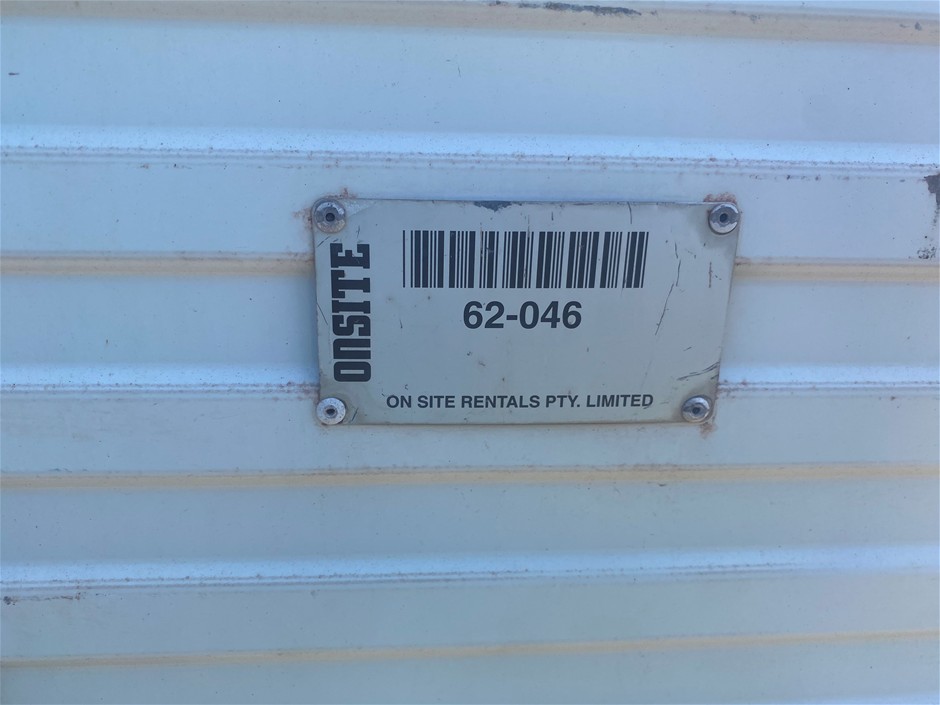 ONSITE
62-046
ON SITE RENTALS PTY. LIMITED